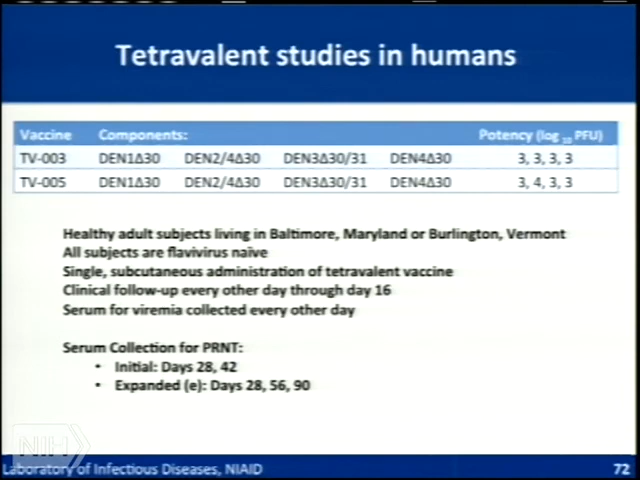 Tetravalent studies in humans
Vaccine Components: Potency (log 10 PFU)
TV-003 DEN1Δ30 DEN2/4Δ30 DEN3Δ30/31 DEN4Δ30 3, 3, 3, 3
TV-005 DEN1Δ30 DEN2/4Δ30 DEN3Δ30/31 DEN4Δ30 3, 4, 3, 3
Healthy adult subjects living in Baltimore, Maryland or Burlington, Vermont
All subjects are flavivirus naïve
Single, subcutaneous administration of tetravalent vaccine
Clinical follow-up every other day through day 16
Serum for viremia collected every other day
Serum Collection for PRNT:
• Initial: Days 28, 42
• Expanded (e): Days 28, 56, 90
NIH
Laboratory of Infectious Diseases, NIAID 72